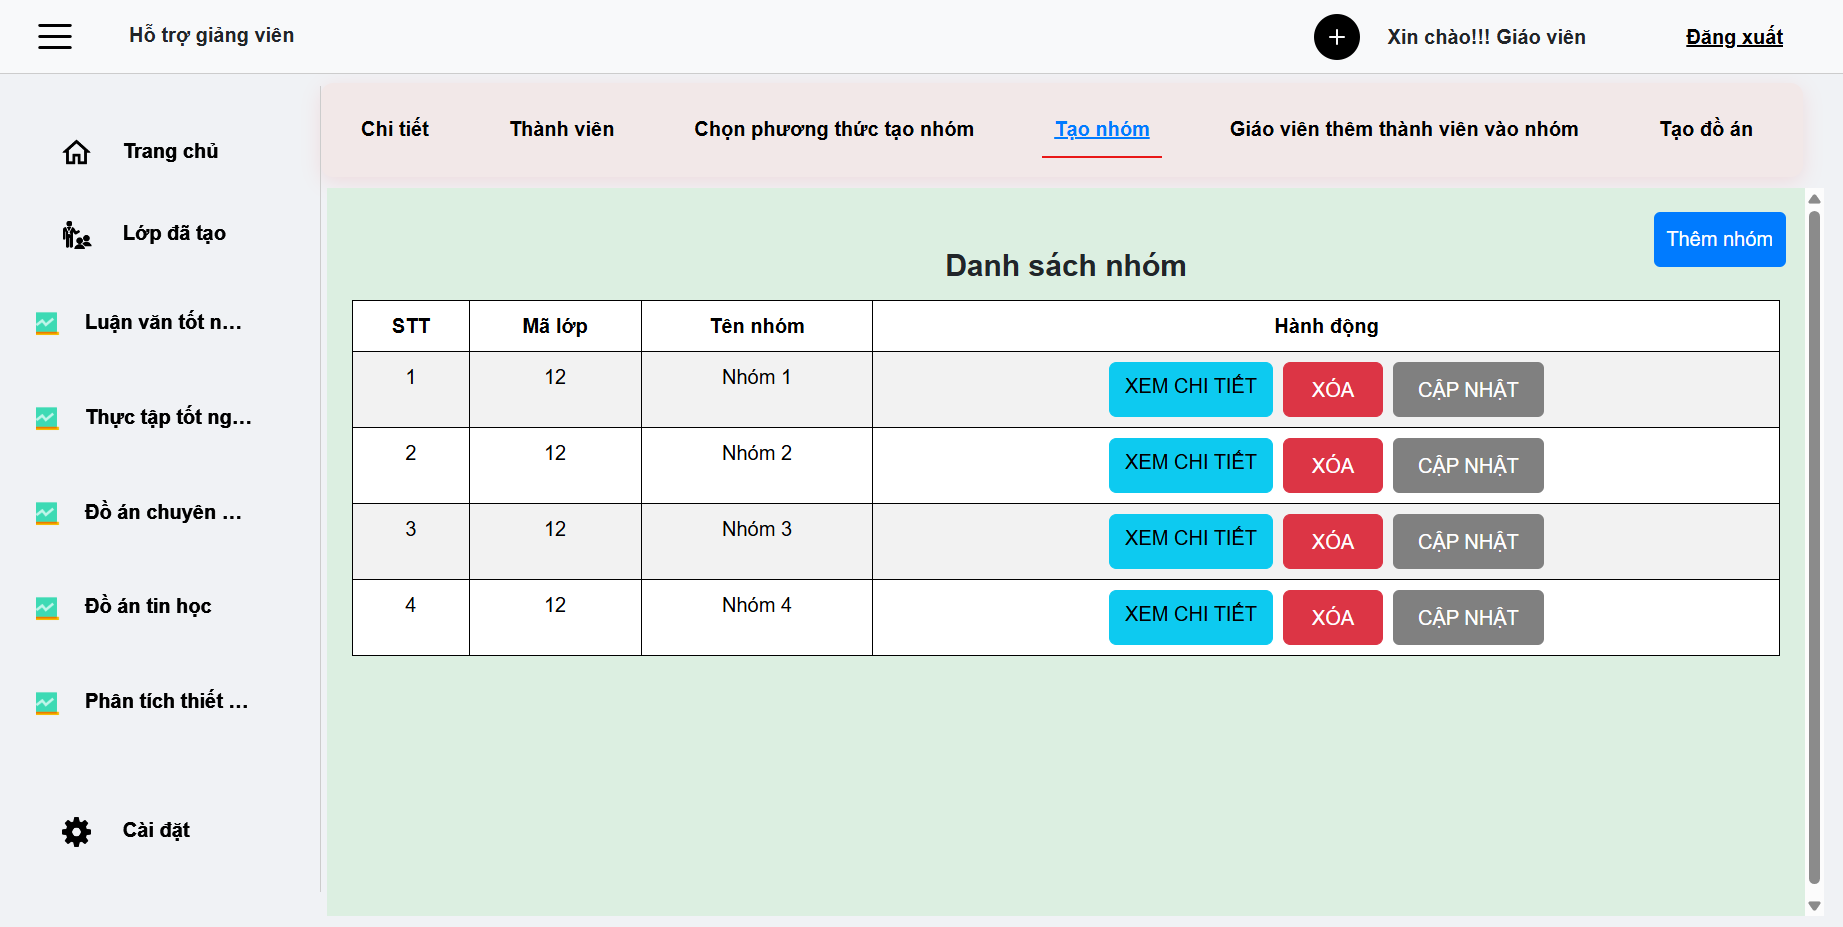 Hỗ trợ giảng viên
Xin chào!!! Giáo viên
Đăng xuất
Trang chủ
Lớp đã tạo
Luận văn tốt n...
Thực tập tốt ng...
Đồ án chuyên ...
Đồ án tin học
Phân tích thiết ...
Cài đặt
Chi tiết Thành viên Chọn phương thức tạo nhóm Tạo nhóm Giáo viên thêm thành viên vào nhóm Tạo đồ án
Thêm nhóm
Danh sách nhóm
STT Mã lớp Tên nhóm Hành động
1 12 Nhóm 1 XEM CHI TIẾT XÓA CẬP NHẬT
2 12 Nhóm 2 XEM CHI TIẾT XÓA CẬP NHẬT
3 12 Nhóm 3 XEM CHI TIẾT XÓA CẬP NHẬT
4 12 Nhóm 4 XEM CHI TIẾT XÓA CẬP NHẬT